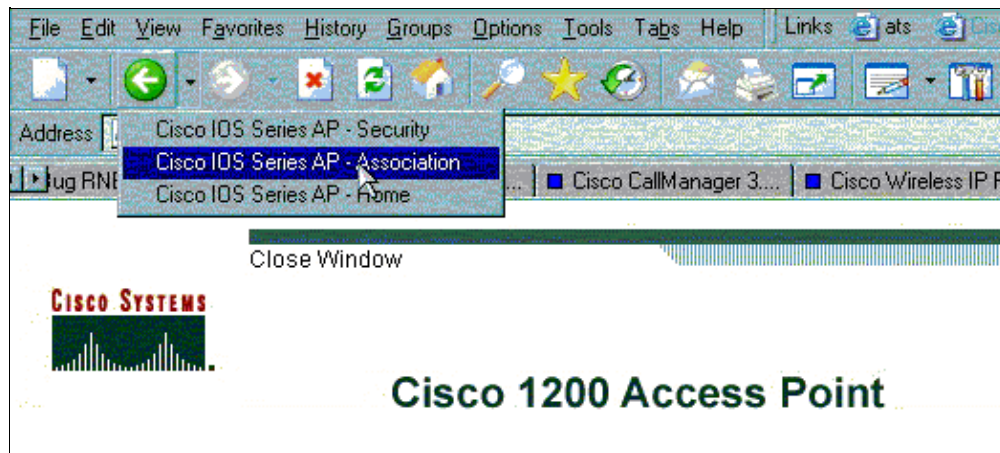 File Edit View Favorites History Groups Options Tools Tabs Help Links ats
Address
Cisco IOS Series AP - Security
Cisco IOS Series AP - Association
Cisco IOS Series AP - Home
ug RNE ... Cisco CallManager 3.... Cisco Wireless IP
Close Window
CISCO SYSTEMS
Cisco 1200 Access Point